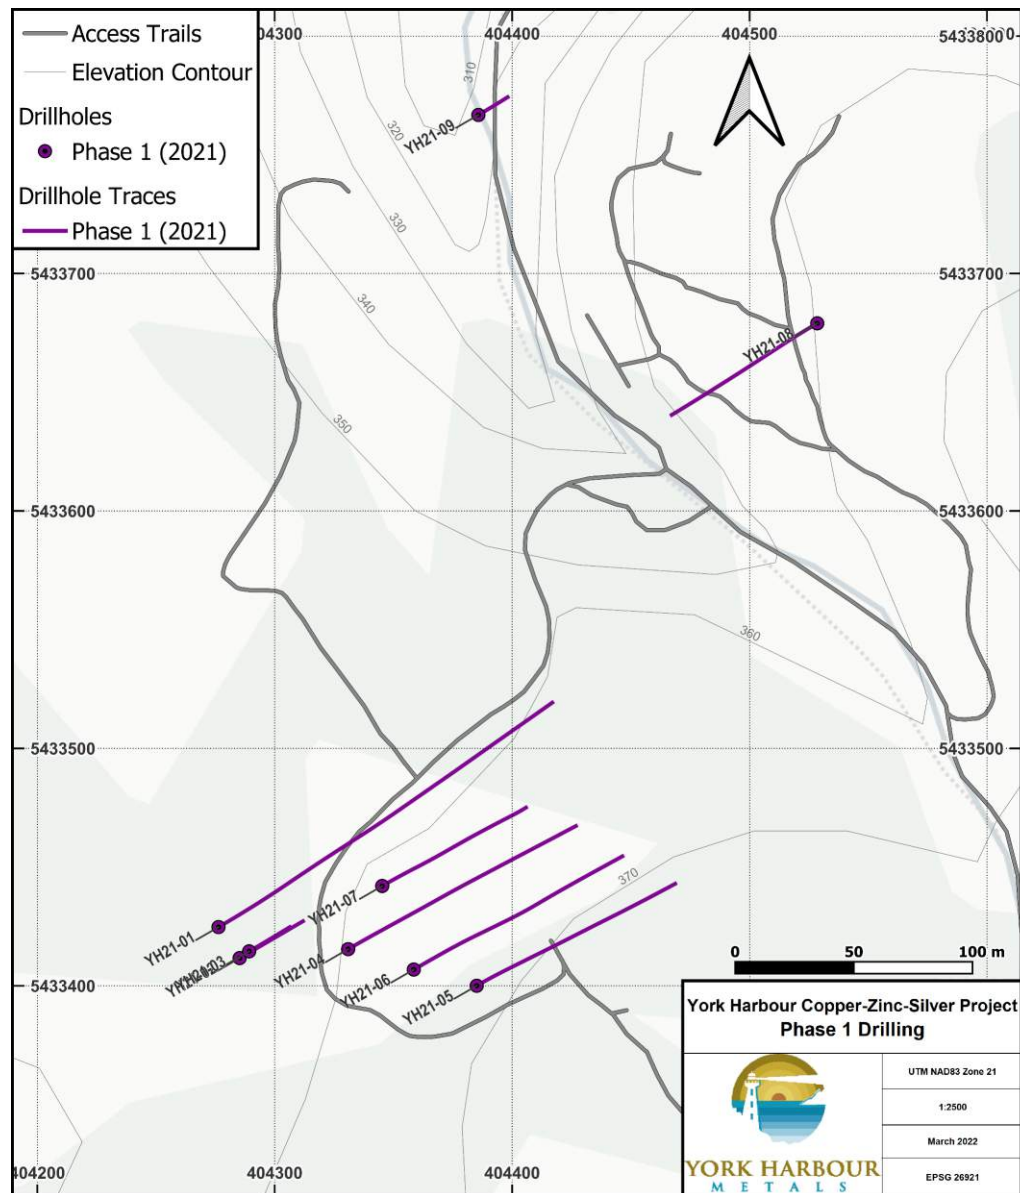 Access Trails
Elevation Contour
Drillholes
Phase 1 (2021)
Drillhole Traces
Phase 1 (2021)
404400
404500
5433800
310
320
330
340
350
YH21-09
5433700
5433700
YH21-08
5433600
5433600
360
5433500
5433500
370
YH21-07
YH21-01
YH21-04
YH21-06
YH21-05
5433400
0 50 100 m
York Harbour Copper-Zinc-Silver Project
Phase 1 Drilling
UTM NAD83 Zone 21
1:2500
March 2022
EPSG 26921
YORK HARBOUR
METALS
404300
404400